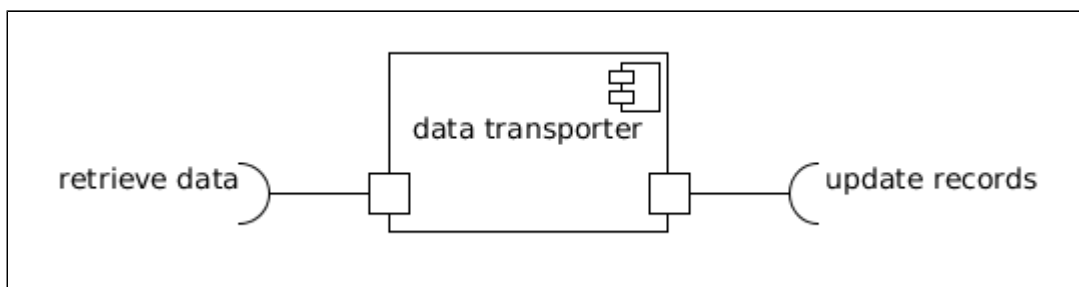 data transporter
retrieve data
update records